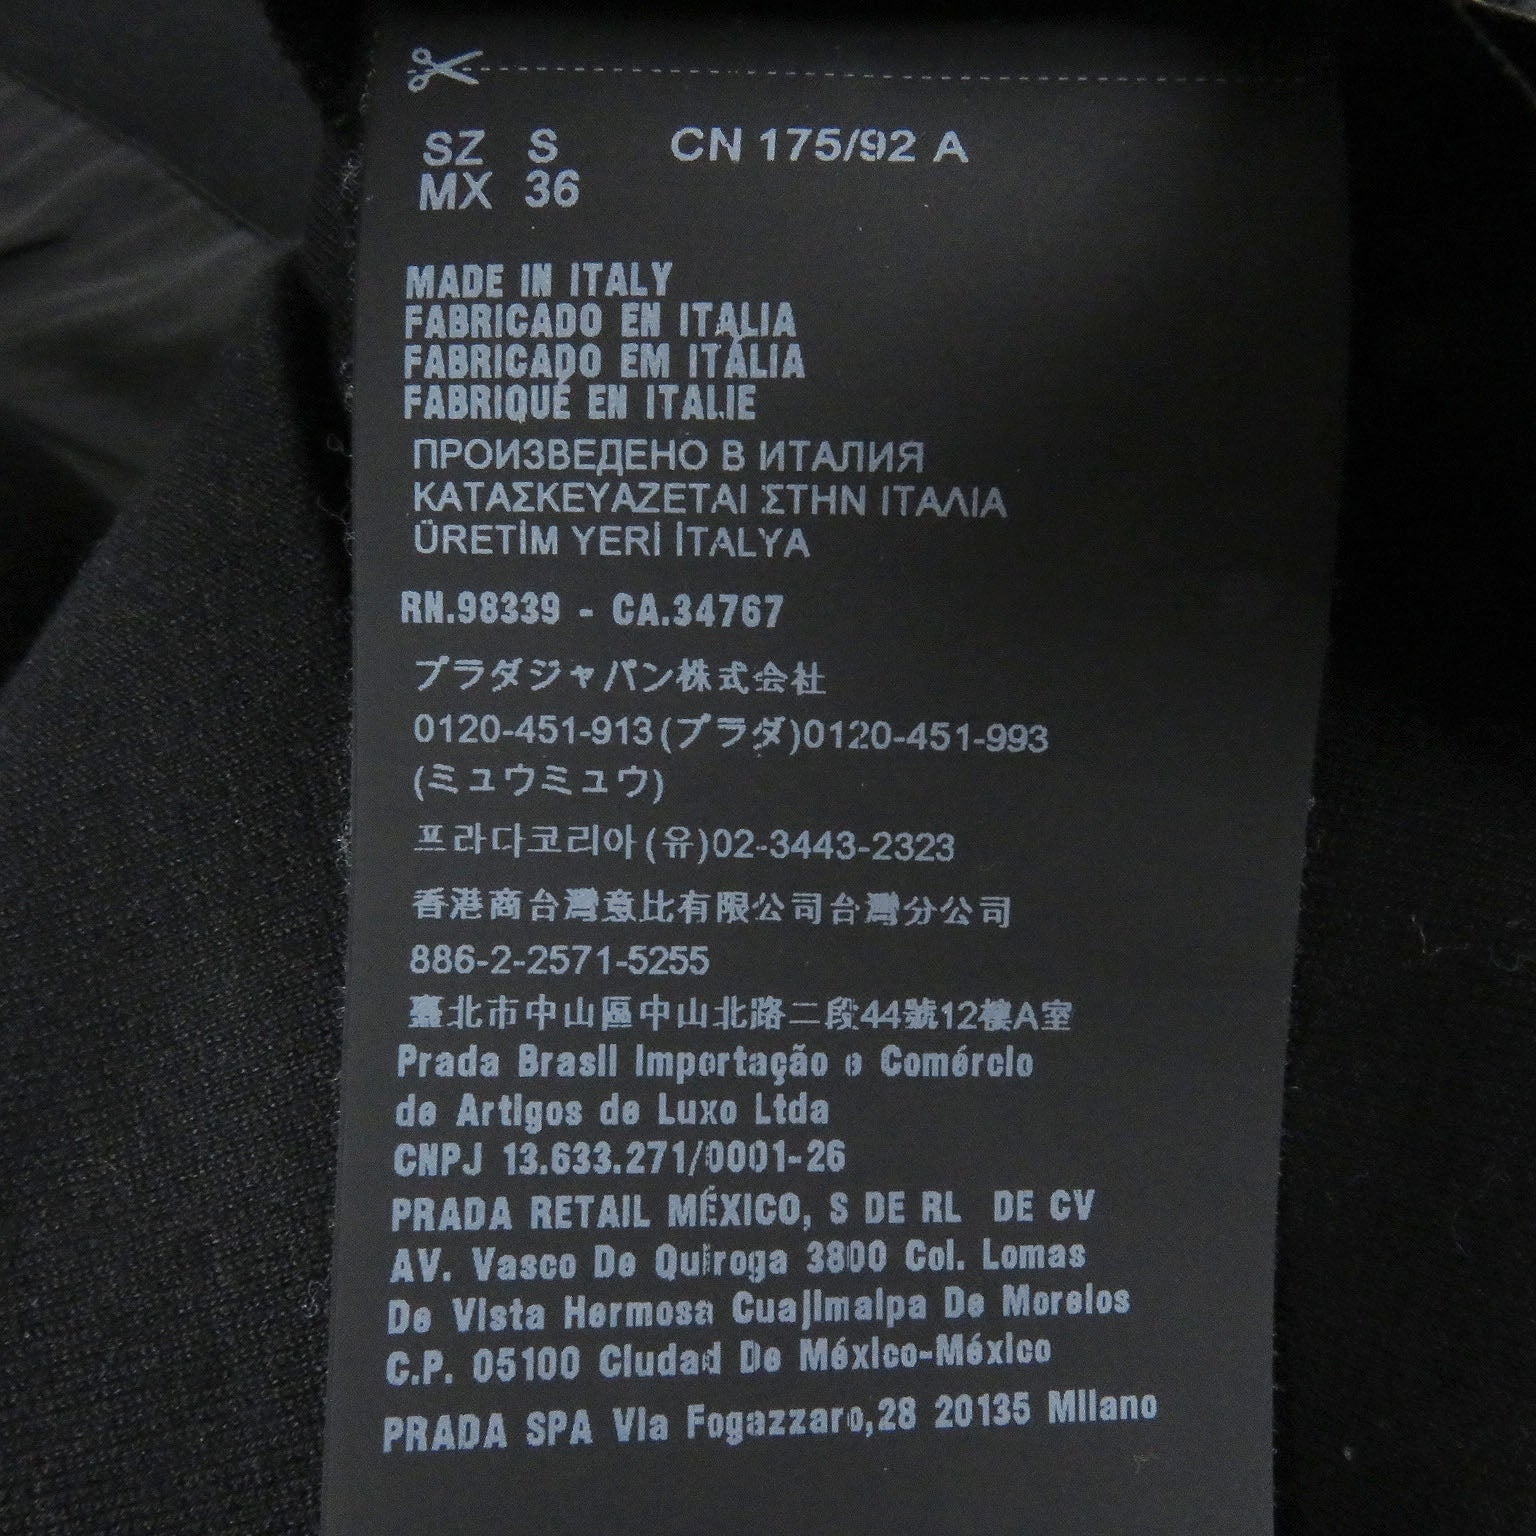 SZ S CN 175/92 A
MX 36
MADE IN ITALY
FABRICADO EN ITALIA
FABRICADO EM ITÁLIA
FABRIQUÉ EN ITALIE
ПРОИЗВЕДЕНО В ИТАЛИЯ
ΚΑΤΑΣΚΕΥΑΖΕΤΑΙ ΣΤΗΝ ΙΤΑΛΙΑ
ÜRETİM YERİ İTALYA
RN.98339 - CA.34767
プラダジャパン株式会社
0120-451-913(プラダ)0120-451-993
(ミュウミュウ)
프라다코리아(유)02-3443-2323
香港商台灣意比有限公司台灣分公司
886-2-2571-5255
臺北市中山區中山北路二段44號12樓A室
Prada Brasil Importação e Comércio
de Artigos de Luxo Ltda
CNPJ 13.633.271/0001-26
PRADA RETAIL MÉXICO, S DE RL DE CV
AV. Vasco De Quiroga 3800 Col. Lomas
De Vista Hermosa Cuajimalpa De Morelos
C.P. 05100 Ciudad De México-México
PRADA SPA Via Fogazzaro,28 20135 Milano